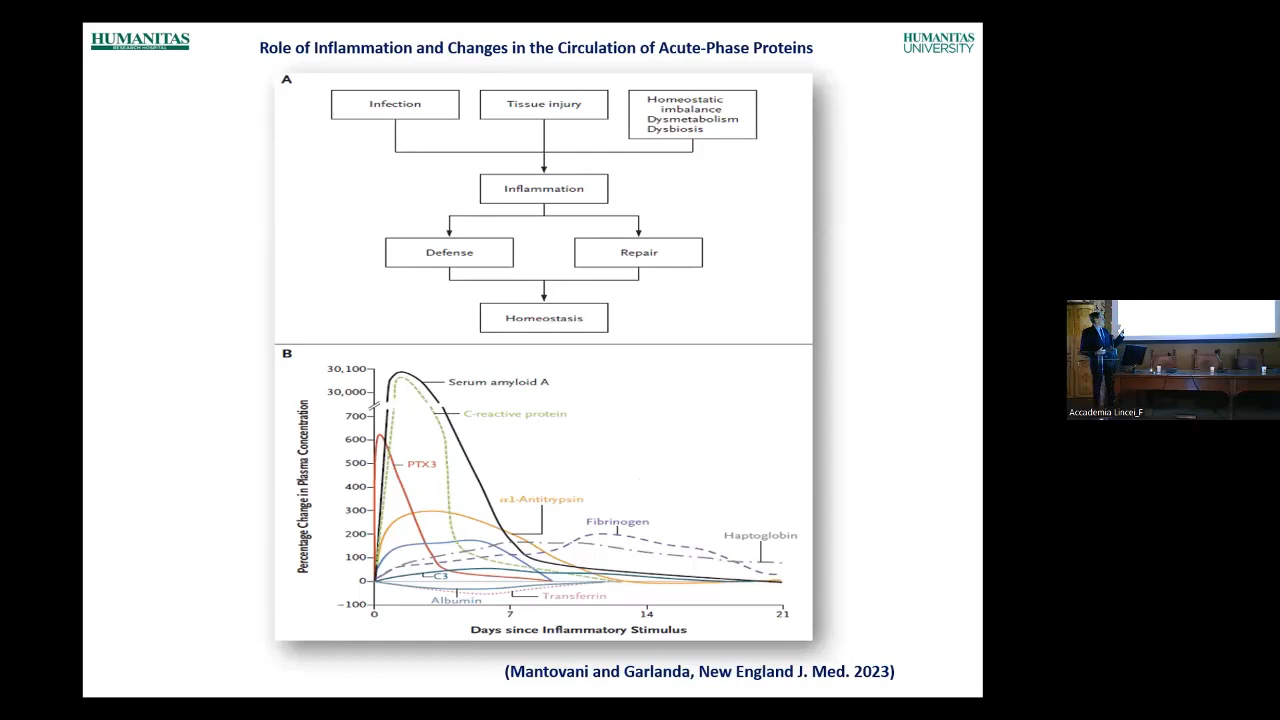 HUMANITAS
RESEARCH HOSPITAL
Role of Inflammation and Changes in the Circulation of Acute-Phase Proteins
HUMANITAS
UNIVERSITY
A
Infection
Tissue injury
Homeostatic
imbalance
Dysmetabolism
Dysbiosis
Inflammation
Defense
Repair
Homeostasis
B
Percentage Change in Plasma Concentration
30,100
30,000
700
600
500
400
300
200
100
0
−100
Serum amyloid A
C-reactive protein
PTX3
α1-Antitrypsin
Fibrinogen
Haptoglobin
C3
Albumin
Transferrin
0
7
14
21
Days since Inflammatory Stimulus
(Mantovani and Garlanda, New England J. Med. 2023)
Accademia Lincei_F